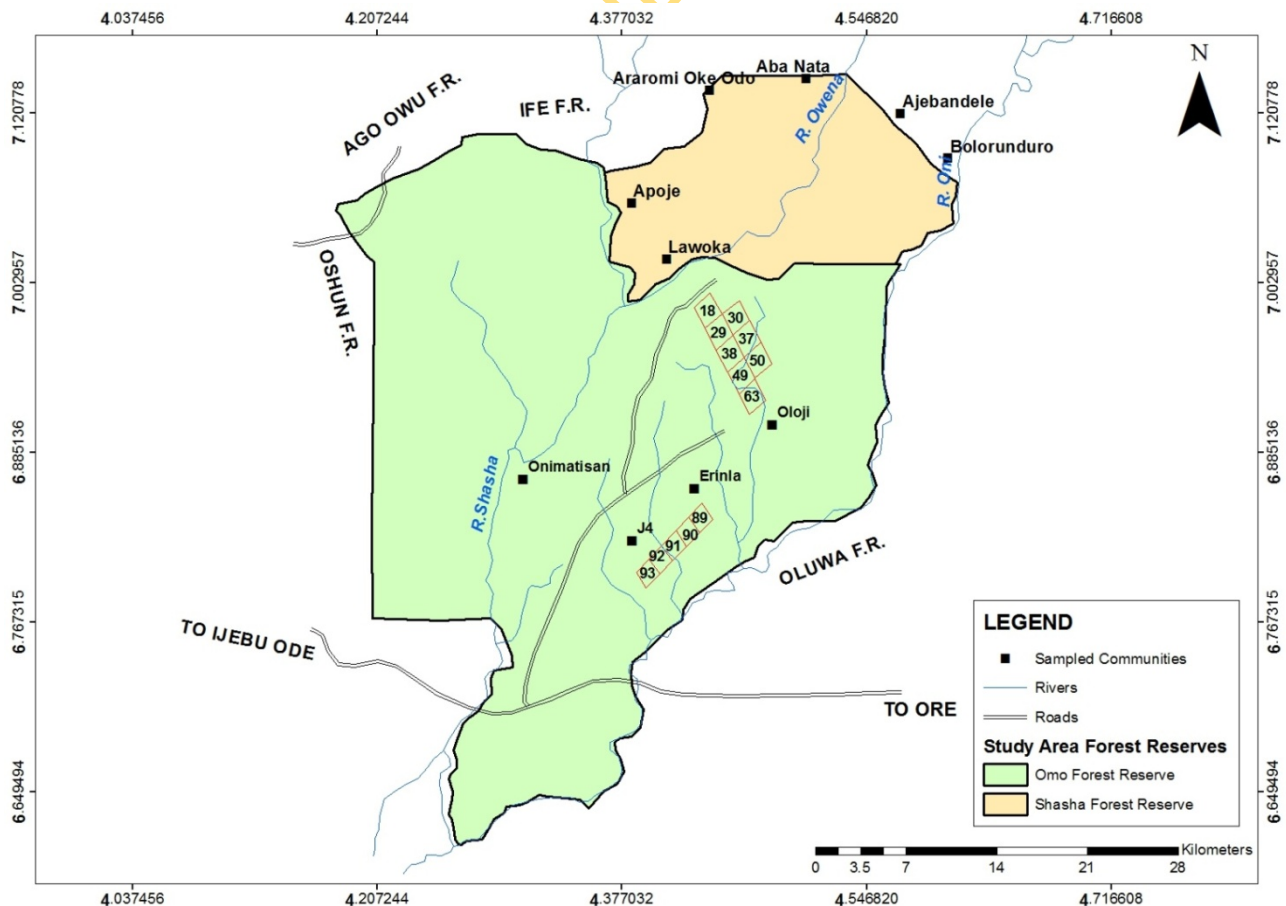 4.037456 4.207244 4.377032 4.546820 4.716608
N
7.120778
7.002957
6.885136
6.767315
6.649494
7.120778
7.002957
6.885136
6.767315
6.649494
AGO OWU F.R.
IFE F.R.
Araromi Oke Odo
Aba Nata
R. Owena
Ajebandele
Bolorunduro
R. Oni
Apoje
Lawoka
OSHUN F.R.
18
30
29
37
38
50
49
63
Oloji
Onimatisan
R.Shasha
Erinla
J4
89
90
91
92
93
OLUWA F.R.
TO IJEBU ODE
TO ORE
LEGEND
Sampled Communities
Rivers
Roads
Study Area Forest Reserves
Omo Forest Reserve
Shasha Forest Reserve
Kilometers
0 3.5 7 14 21 28
4.037456 4.207244 4.377032 4.546820 4.716608